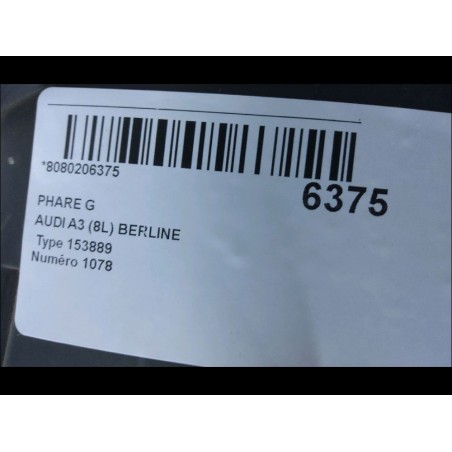 *8080206375
6375
PHARE G
AUDI A3 (8L) BERLINE
Type 153889
Numéro 1078